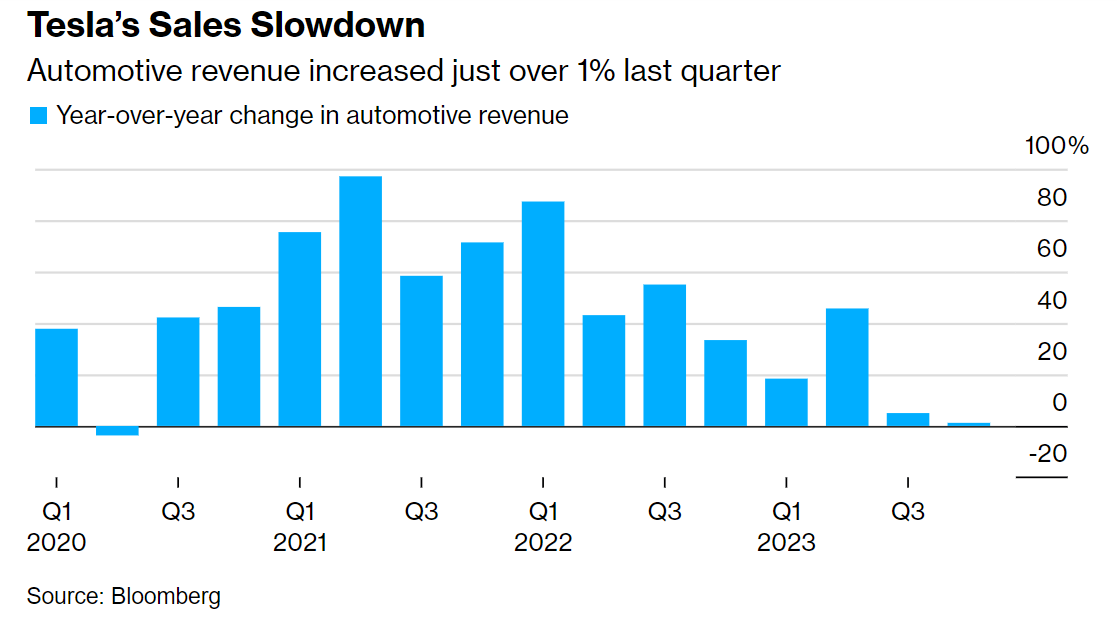 Tesla’s Sales Slowdown
Automotive revenue increased just over 1% last quarter
Year-over-year change in automotive revenue
100%
80
60
40
20
0
-20
Q1 Q3 Q1 Q3 Q1 Q3 Q1 Q3
2020 2021 2022 2023
Source: Bloomberg